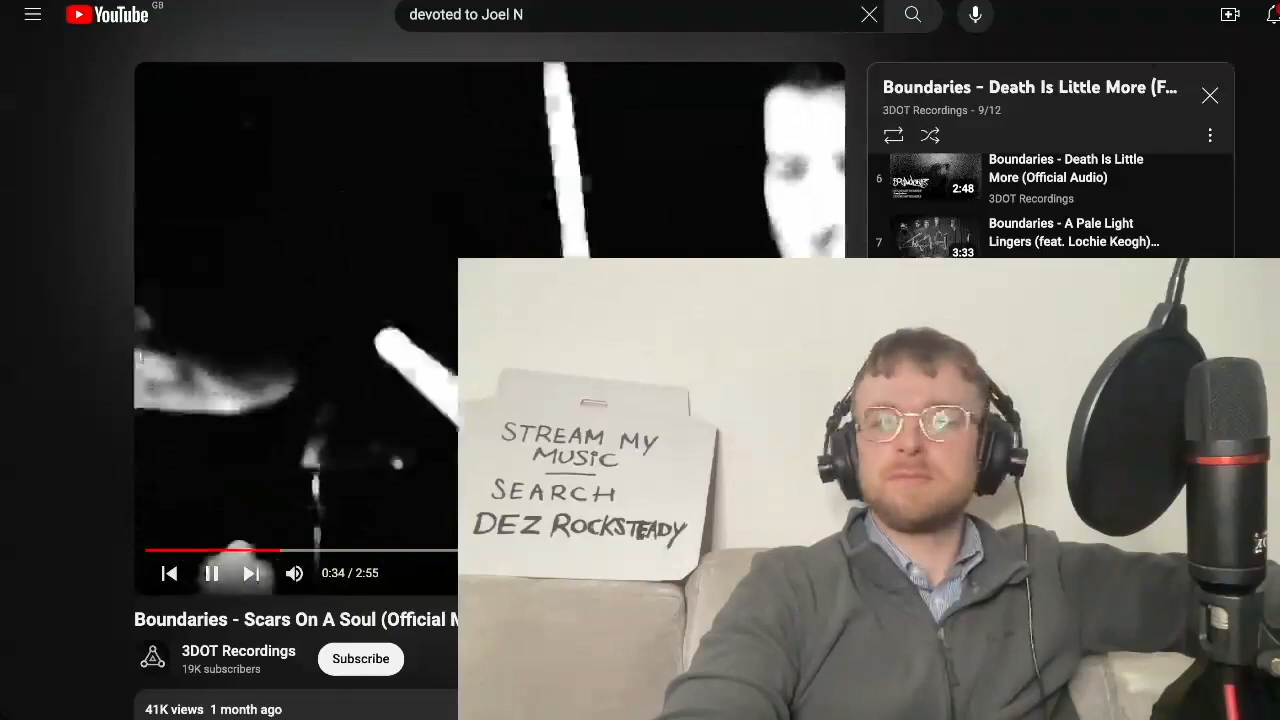 YouTube
GB
devoted to Joel N
Boundaries - Death Is Little More (F...
3DOT Recordings - 9/12
6
2:48
Boundaries - Death Is Little
More (Official Audio)
3DOT Recordings
7
3:33
Boundaries - A Pale Light
Lingers (feat. Lochie Keogh)...
STREAM MY
MUSIC
SEARCH
DEZ ROCKSTEADY
0:34 / 2:55
Boundaries - Scars On A Soul (Official M
3DOT Recordings
19K subscribers
Subscribe
41K views 1 month ago